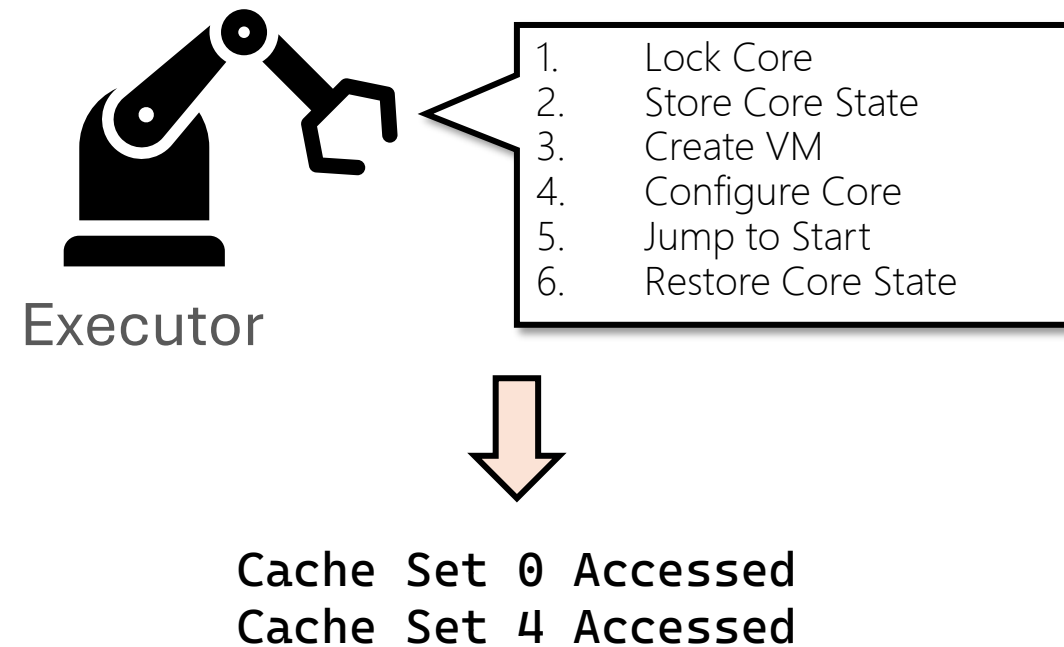 1. Lock Core
2. Store Core State
3. Create VM
4. Configure Core
5. Jump to Start
6. Restore Core State
Executor
Cache Set 0 Accessed
Cache Set 4 Accessed